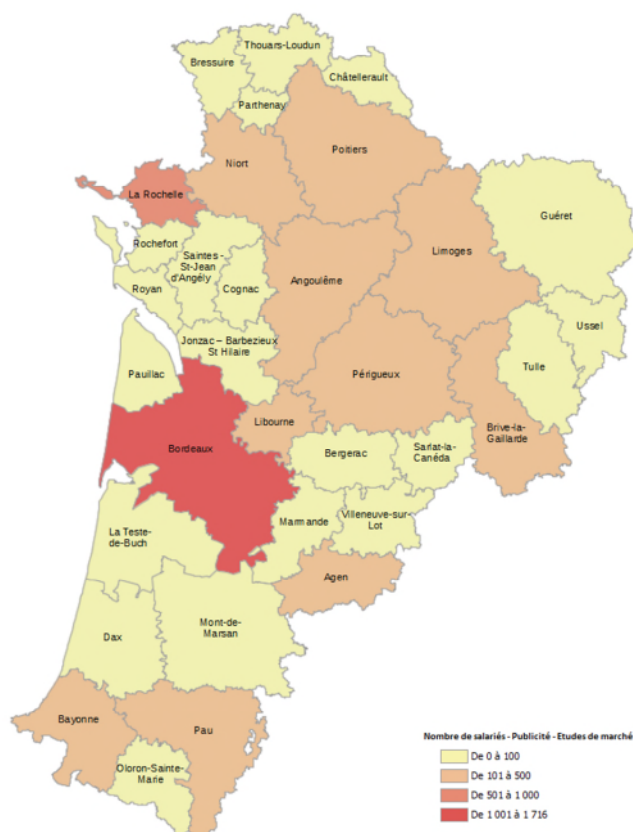 Thouars-Loudun
Bressuire
Châtellerault
Parthenay
Poitiers
Niort
La Rochelle
Guéret
Limoges
Rochefort
Saintes -
St-Jean
d'Angély
Angoulême
Royan
Cognac
Ussel
Jonzac – Barbezieux
St Hilaire
Tulle
Pauillac
Périgueux
Libourne
Brive-la-
Gaillarde
Bordeaux
Bergerac
Sarlat-la-
Canéda
Marmande
Villeneuve-sur-
Lot
La Teste-
de-Buch
Agen
Mont-de-
Marsan
Dax
Bayonne
Pau
Oloron-Sainte-
Marie
Nombre de salariés - Publicité - Etudes de marché
De 0 à 100
De 101 à 500
De 501 à 1 000
De 1 001 à 1 716